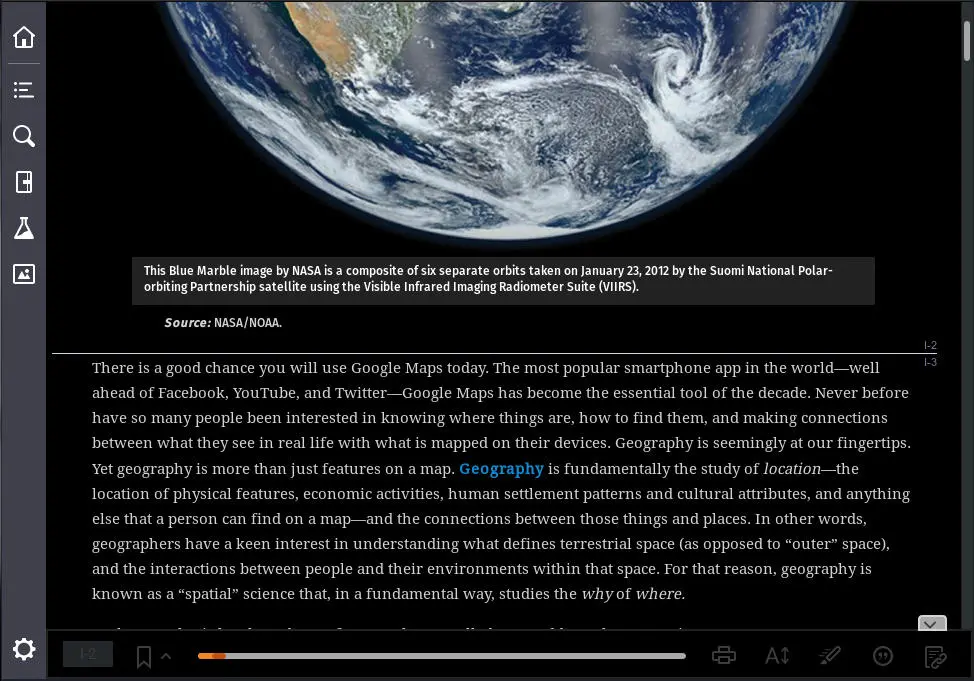 This Blue Marble image by NASA is a composite of six separate orbits taken on January 23, 2012 by the Suomi National Polar-
orbiting Partnership satellite using the Visible Infrared Imaging Radiometer Suite (VIIRS).
Source: NASA/NOAA.
I-2
I-3
There is a good chance you will use Google Maps today. The most popular smartphone app in the world—well
ahead of Facebook, YouTube, and Twitter—Google Maps has become the essential tool of the decade. Never before
have so many people been interested in knowing where things are, how to find them, and making connections
between what they see in real life with what is mapped on their devices. Geography is seemingly at our fingertips.
Yet geography is more than just features on a map. Geography is fundamentally the study of location—the
location of physical features, economic activities, human settlement patterns and cultural attributes, and anything
else that a person can find on a map—and the connections between those things and places. In other words,
geographers have a keen interest in understanding what defines terrestrial space (as opposed to “outer” space),
and the interactions between people and their environments within that space. For that reason, geography is
known as a “spatial” science that, in a fundamental way, studies the why of where.
I-2